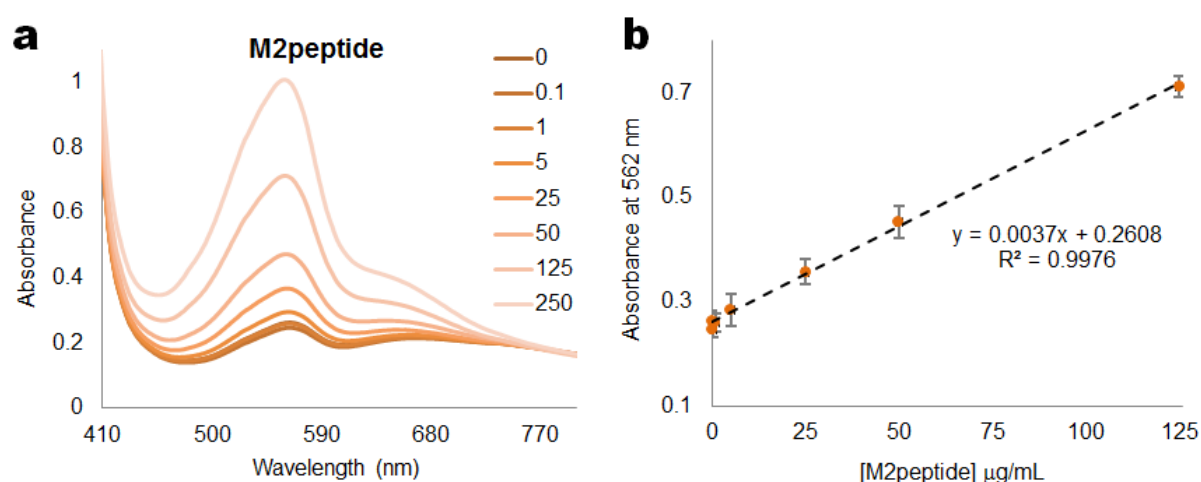 a
M2peptide
0
0.1
1
5
25
50
125
250
1
0.8
0.6
0.4
0.2
0
Absorbance
410 500 590 680 770
Wavelength (nm)
b
0.7
0.5
0.3
0.1
Absorbance at 562 nm
y = 0.0037x + 0.2608
R² = 0.9976
0 25 50 75 100 125
[M2peptide] µg/mL